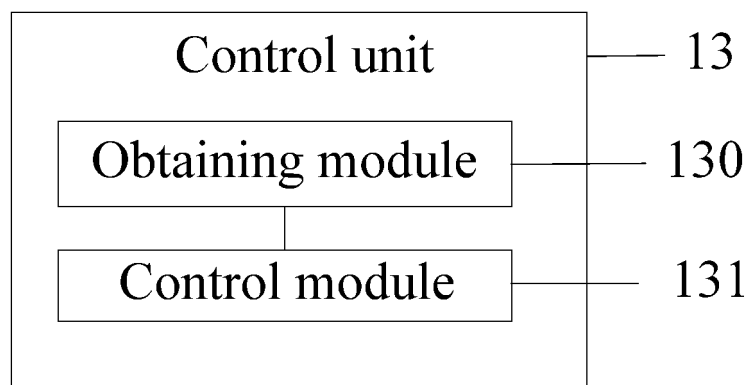 Control unit 13
Obtaining module 130
Control module 131